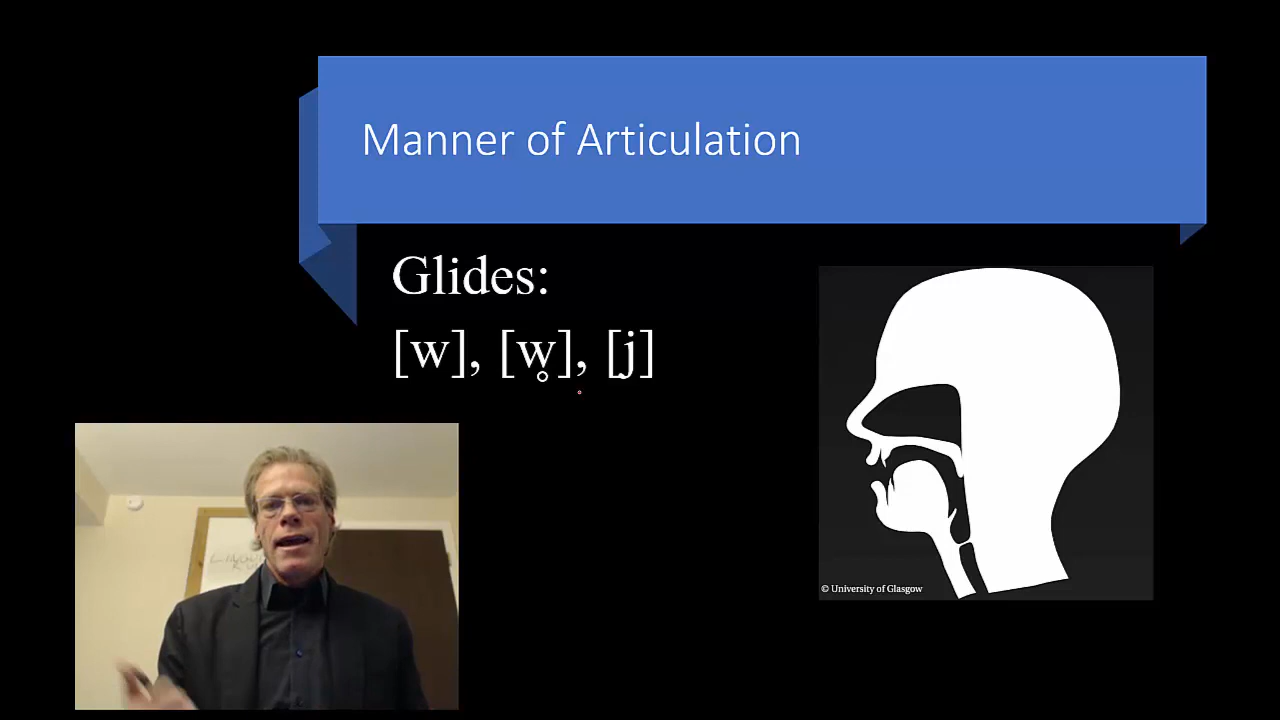 Manner of Articulation
Glides:
[w], [w̥], [j]
© University of Glasgow